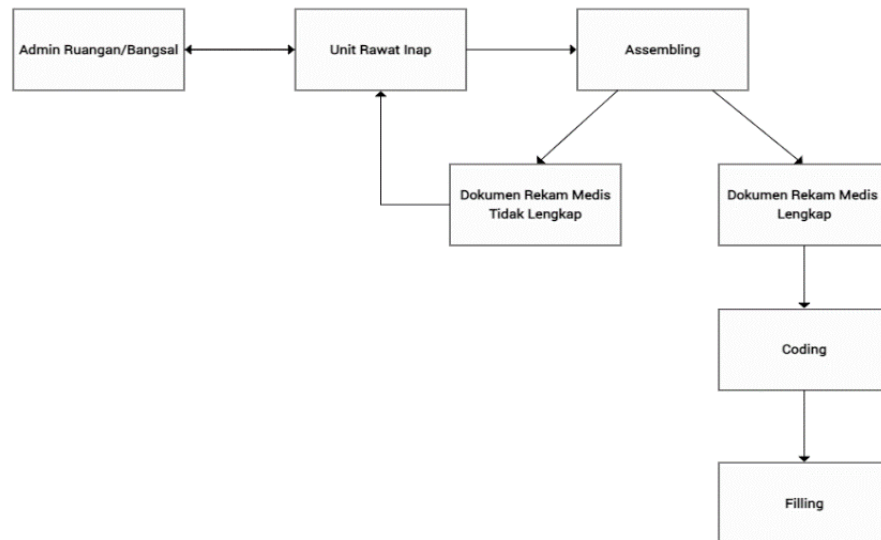 Admin Ruangan/Bangsal
Unit Rawat Inap
Assembling
Dokumen Rekam Medis
Tidak Lengkap
Dokumen Rekam Medis
Lengkap
Coding
Filling